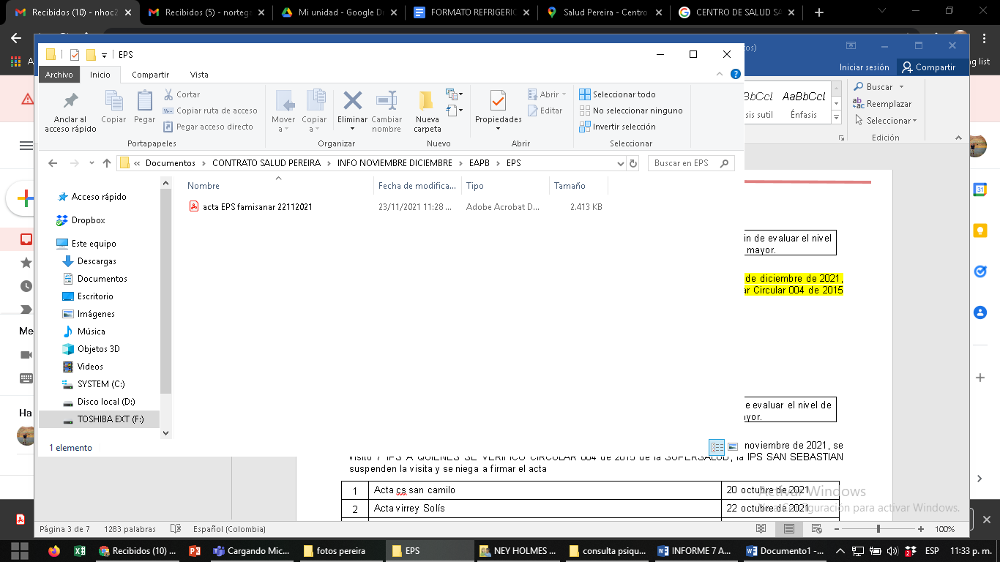 Recibidos (10) - nhoc2
Recibidos (5) - nortega
Mi unidad - Google Dr
FORMATO REFRIGERIO
Salud Pereira - Centro
CENTRO DE SALUD SA
EPS
Archivo
Inicio
Compartir
Vista
Iniciar sesión
Compartir
ng list
Anclar al
acceso rápido
Copiar
Pegar
Cortar
Copiar ruta de acceso
Pegar acceso directo
Portapapeles
Mover
a
Copiar
a
Eliminar
Cambiar
nombre
Organizar
Nueva
carpeta
Nuevo
Propiedades
Abrir
Editar
Abrir
Seleccionar todo
No seleccionar ninguno
Invertir selección
Seleccionar
BbCcI
AaBbCcI
sis sutil
Énfasis
Buscar
Reemplazar
Seleccionar
Edición
« Documentos > CONTRATO SALUD PEREIRA > INFO NOVIEMBRE DICIEMBRE > EAPB > EPS
Buscar en EPS
Nombre
Fecha de modifica...
Tipo
Tamaño
acta EPS famisanar 22112021
23/11/2021 11:28 ...
Adobe Acrobat D...
2.413 KB
Acceso rápido
Dropbox
Este equipo
Descargas
Documentos
Escritorio
Imágenes
Música
Objetos 3D
Videos
SYSTEM (C:)
Disco local (D:)
TOSHIBA EXT (F:)
1 elemento
Me
Ha
in de evaluar el nivel
mayor.
de diciembre de 2021,
ar Circular 004 de 2015
e evaluar el nivel de
yor.
noviembre de 2021, se
visito 7 IPS A QUIENES SE VERIFICO CIRCULAR 004 de 2015 de la SUPERSALUD, la IPS SAN SEBASTIAN
suspenden la visita y se niega a firmar el acta
1 Acta cs san camilo 20 octubre de 2021
2 Acta virrey Solís 22 octubre de 2021
Activar Windows
Configuración para activar Windows.
Página 3 de 7
1283 palabras
Español (Colombia)
100%
Recibidos (10) ...
Cargando Mic...
fotos pereira
EPS
NEY HOLMES ...
consulta psiqu...
INFORME 7 A...
Documento1 -...
ESP
11:33 p. m.